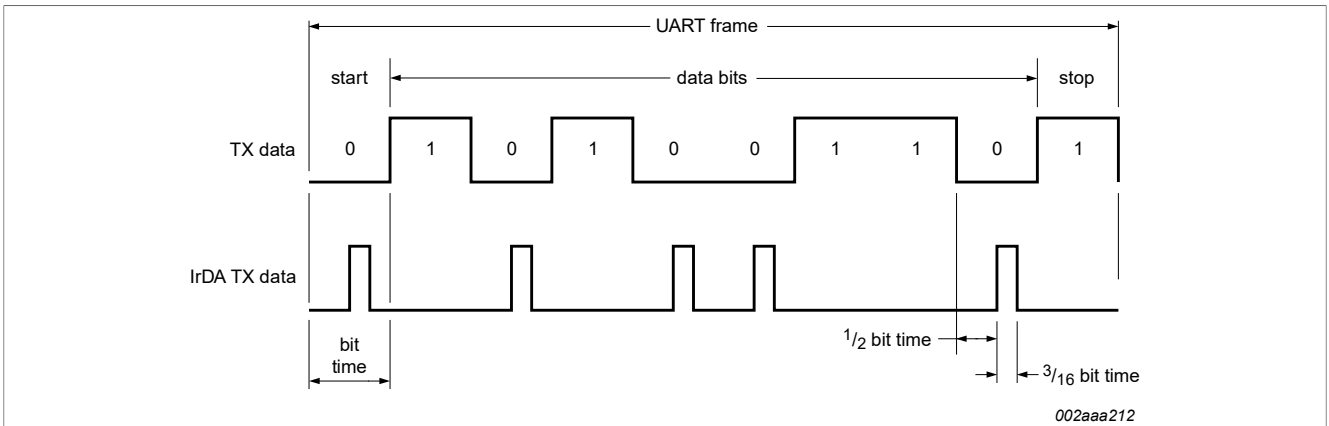 UART frame
start data bits stop
TX data 0 1 0 1 0 0 1 1 0 1
IrDA TX data
bit
time
1/2 bit time
3/16 bit time
002aaa212